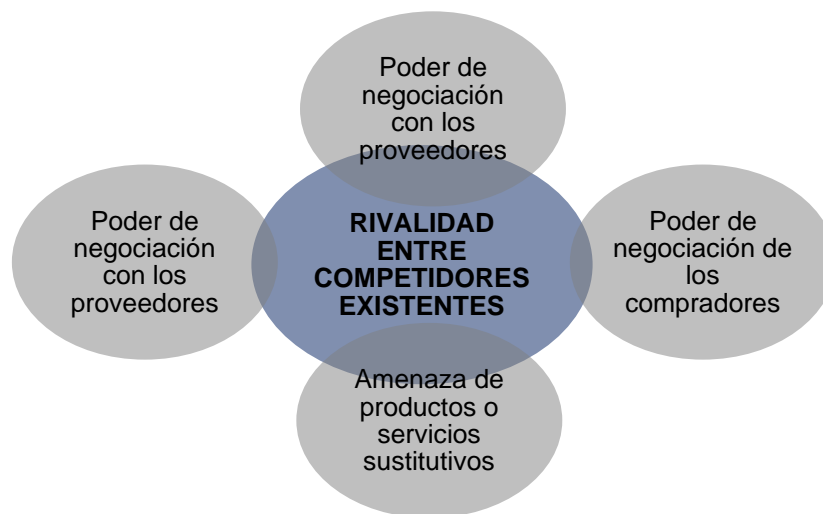 Poder de
negociación
con los
proveedores
Poder de
negociación
con los
proveedores
RIVALIDAD
ENTRE
COMPETIDORES
EXISTENTES
Poder de
negociación de
los
compradores
Amenaza de
productos o
servicios
sustitutivos